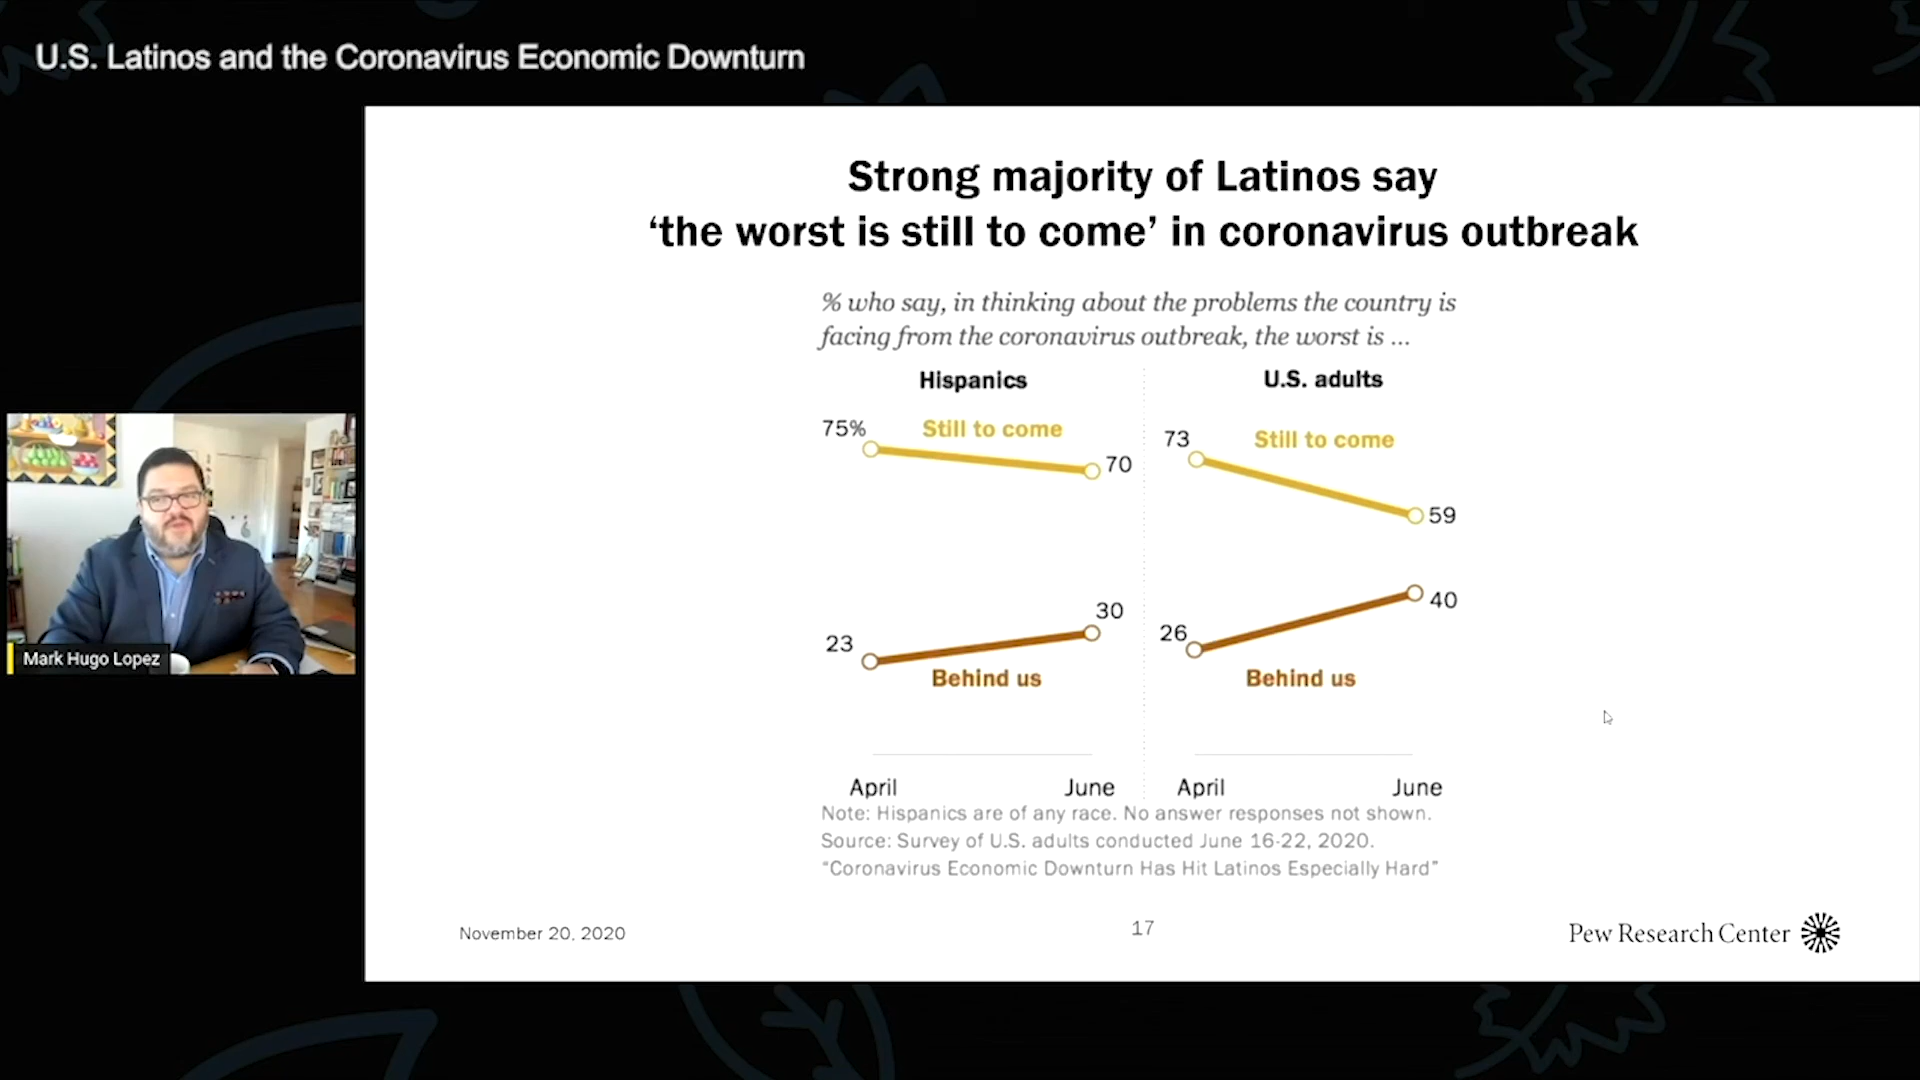 U.S. Latinos and the Coronavirus Economic Downturn
Strong majority of Latinos say
‘the worst is still to come’ in coronavirus outbreak
% who say, in thinking about the problems the country is
facing from the coronavirus outbreak, the worst is ...
Hispanics
75%
Still to come
70
23
30
Behind us
April
June
U.S. adults
73
Still to come
59
26
40
Behind us
April
June
Note: Hispanics are of any race. No answer responses not shown.
Source: Survey of U.S. adults conducted June 16-22, 2020.
“Coronavirus Economic Downturn Has Hit Latinos Especially Hard”
Mark Hugo Lopez
November 20, 2020
17
Pew Research Center